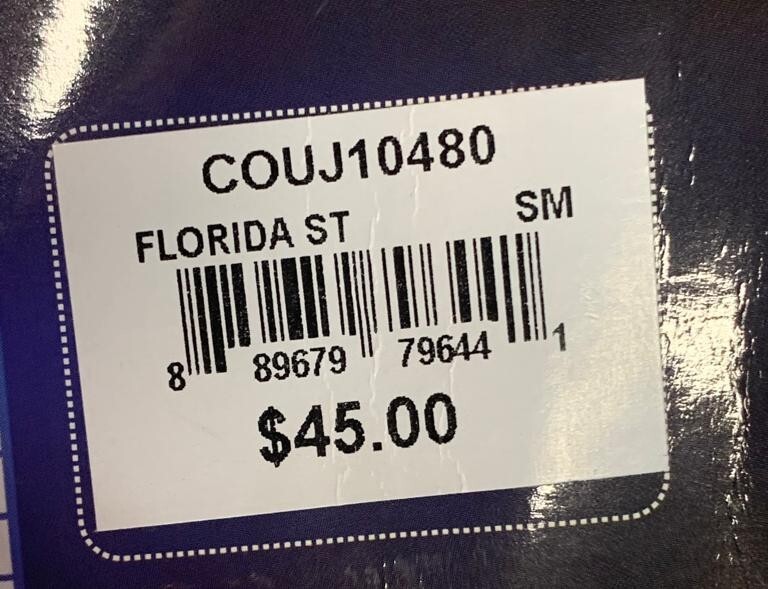 COUJ10480
FLORIDA ST SM
8 89679 79644 1
$45.00